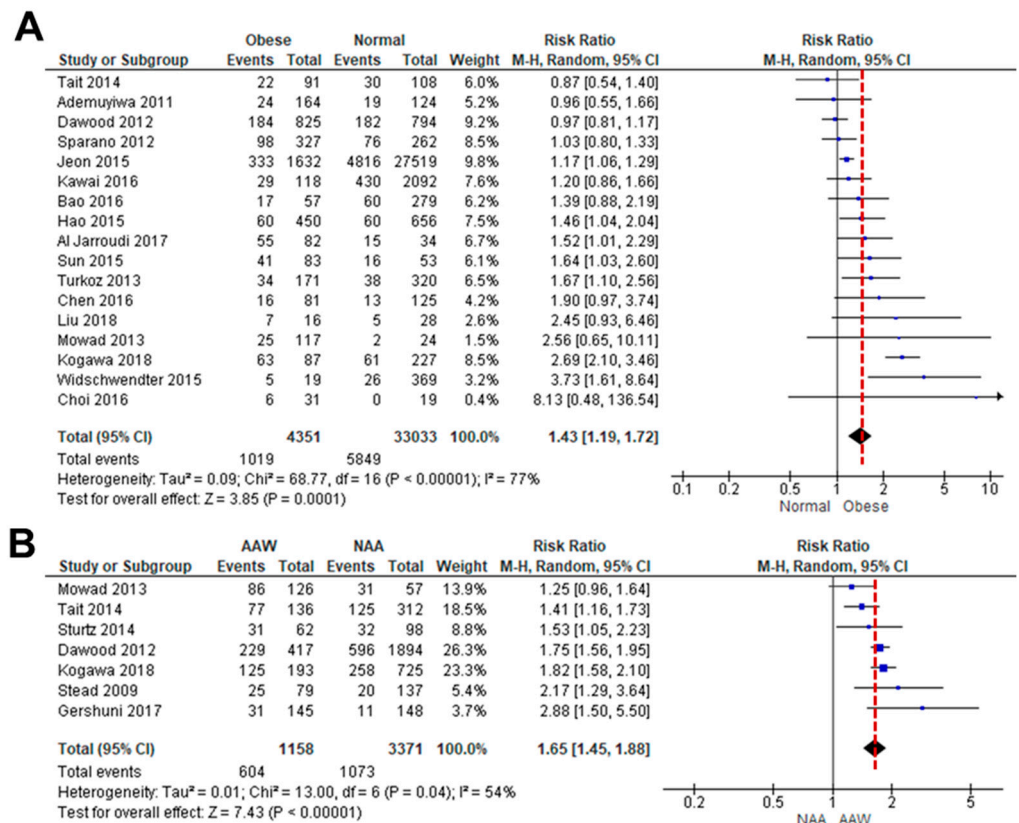 A
Obese Normal Risk Ratio Risk Ratio
Study or Subgroup Events Total Events Total Weight M-H, Random, 95% CI M-H, Random, 95% CI
Tait 2014 22 91 30 108 6.0% 0.87 [0.54, 1.40]
Ademuyiwa 2011 24 164 19 124 5.2% 0.96 [0.55, 1.66]
Dawood 2012 184 825 182 794 9.2% 0.97 [0.81, 1.17]
Sparano 2012 98 327 76 262 8.5% 1.03 [0.80, 1.33]
Jeon 2015 333 1632 4816 27519 9.8% 1.17 [1.06, 1.29]
Kawai 2016 29 118 430 2092 7.6% 1.20 [0.86, 1.66]
Bao 2016 17 57 60 279 6.2% 1.39 [0.88, 2.19]
Hao 2015 60 450 60 656 7.5% 1.46 [1.04, 2.04]
Al Jarroudi 2017 55 82 15 34 6.7% 1.52 [1.01, 2.29]
Sun 2015 41 83 16 53 6.1% 1.64 [1.03, 2.60]
Turkoz 2013 34 171 38 320 6.5% 1.67 [1.10, 2.56]
Chen 2016 16 81 13 125 4.2% 1.90 [0.97, 3.74]
Liu 2018 7 16 5 28 2.6% 2.45 [0.93, 6.46]
Mowad 2013 25 117 2 24 1.5% 2.56 [0.65, 10.11]
Kogawa 2018 63 87 61 227 8.5% 2.69 [2.10, 3.46]
Widschwendter 2015 5 19 26 369 3.2% 3.73 [1.61, 8.64]
Choi 2016 6 31 0 19 0.4% 8.13 [0.48, 136.54]
Total (95% CI) 4351 33033 100.0% 1.43 [1.19, 1.72]
Total events 1019 5849
Heterogeneity: Tau² = 0.09; Chi² = 68.77, df = 16 (P < 0.00001); I² = 77%
Test for overall effect: Z = 3.85 (P = 0.0001)
0.1 0.2 0.5 1 2 5 10
Normal Obese
B
AAW NAA Risk Ratio Risk Ratio
Study or Subgroup Events Total Events Total Weight M-H, Random, 95% CI M-H, Random, 95% CI
Mowad 2013 86 126 31 57 13.9% 1.25 [0.96, 1.64]
Tait 2014 77 136 125 312 18.5% 1.41 [1.16, 1.73]
Sturtz 2014 31 62 32 98 8.8% 1.53 [1.05, 2.23]
Dawood 2012 229 417 596 1894 26.3% 1.75 [1.56, 1.95]
Kogawa 2018 125 193 258 725 23.3% 1.82 [1.58, 2.10]
Stead 2009 25 79 20 137 5.4% 2.17 [1.29, 3.64]
Gershuni 2017 31 145 11 148 3.7% 2.88 [1.50, 5.50]
Total (95% CI) 1158 3371 100.0% 1.65 [1.45, 1.88]
Total events 604 1073
Heterogeneity: Tau² = 0.01; Chi² = 13.00, df = 6 (P = 0.04); I² = 54%
Test for overall effect: Z = 7.43 (P < 0.00001)
0.2 0.5 1 2 5
NAA AAW